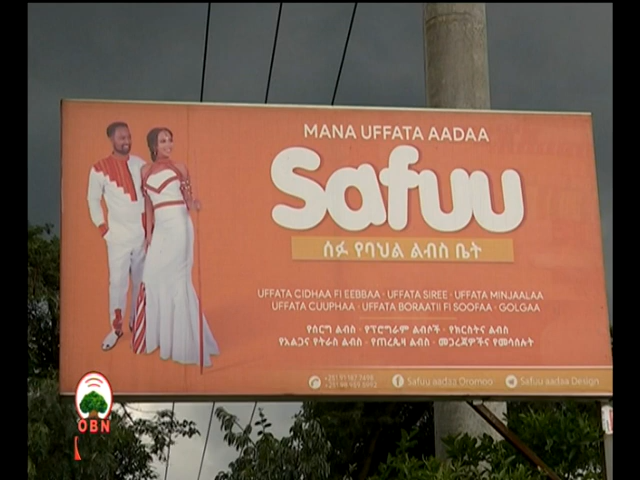 MANA UFFATA AADAA
Safuu
ሰፉ የባህል ልብስ ቤት
UFFATA CIDHAA FI EEBBAA · UFFATA SIREE · UFFATA MINJAALAA
UFFATA CUUPHAA · UFFATA BORAATII FI SOOFAA · GOLGAA
የሰርግ ልብስ · የፕሮግራም ልብሶች · የክርስትና ልብስ
የአልጋና የትራስ ልብስ · የጠረጴዛ ልብስ · መጋረጃዎችና የመሳሰሉት
Safuu aadaa Oromoo
Safuu aadaa Design
OBN